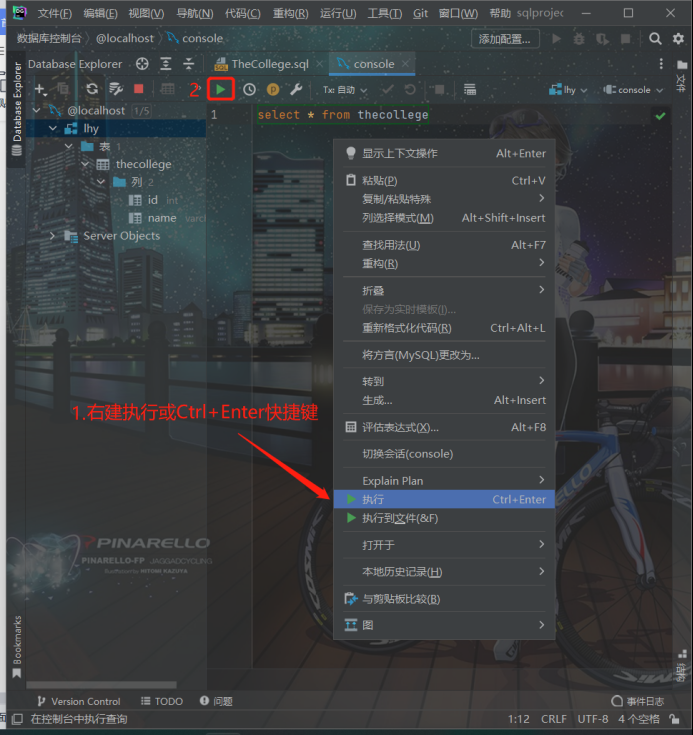 文件(F) 编辑(E) 视图(V) 导航(N) 代码(C) 重构(R) 运行(U) 工具(T) Git 窗口(W) 帮助 sqlprojec
数据库控制台 @localhost console 添加配置...
Database Explorer TheCollege.sql console
2 Tx: 自动 lhy console
@localhost 1/5
1 select * from thecollege
lhy
表 1
thecollege
列 2
id int
name varch
Server Objects
显示上下文操作 Alt+Enter
粘贴(P) Ctrl+V
复制/粘贴特殊
列选择模式(M) Alt+Shift+Insert
查找用法(U) Alt+F7
重构(R)
折叠
保存为实时模板(I)...
重新格式化代码(R) Ctrl+Alt+L
将方言(MySQL)更改为...
转到
生成... Alt+Insert
评估表达式(X)... Alt+F8
切换会话(console)
Explain Plan
执行 Ctrl+Enter
执行到文件(&F)
打开于
本地历史记录(H)
与剪贴板比较(B)
图
1.右建执行或Ctrl+Enter快捷键
PINARELLO
PINARELLO-FP JAGGADCYCLING
Database Explorer
Bookmarks
文件
结构
Version Control TODO 问题 事件日志
在控制台中执行查询 1:12 CRLF UTF-8 4 个空格